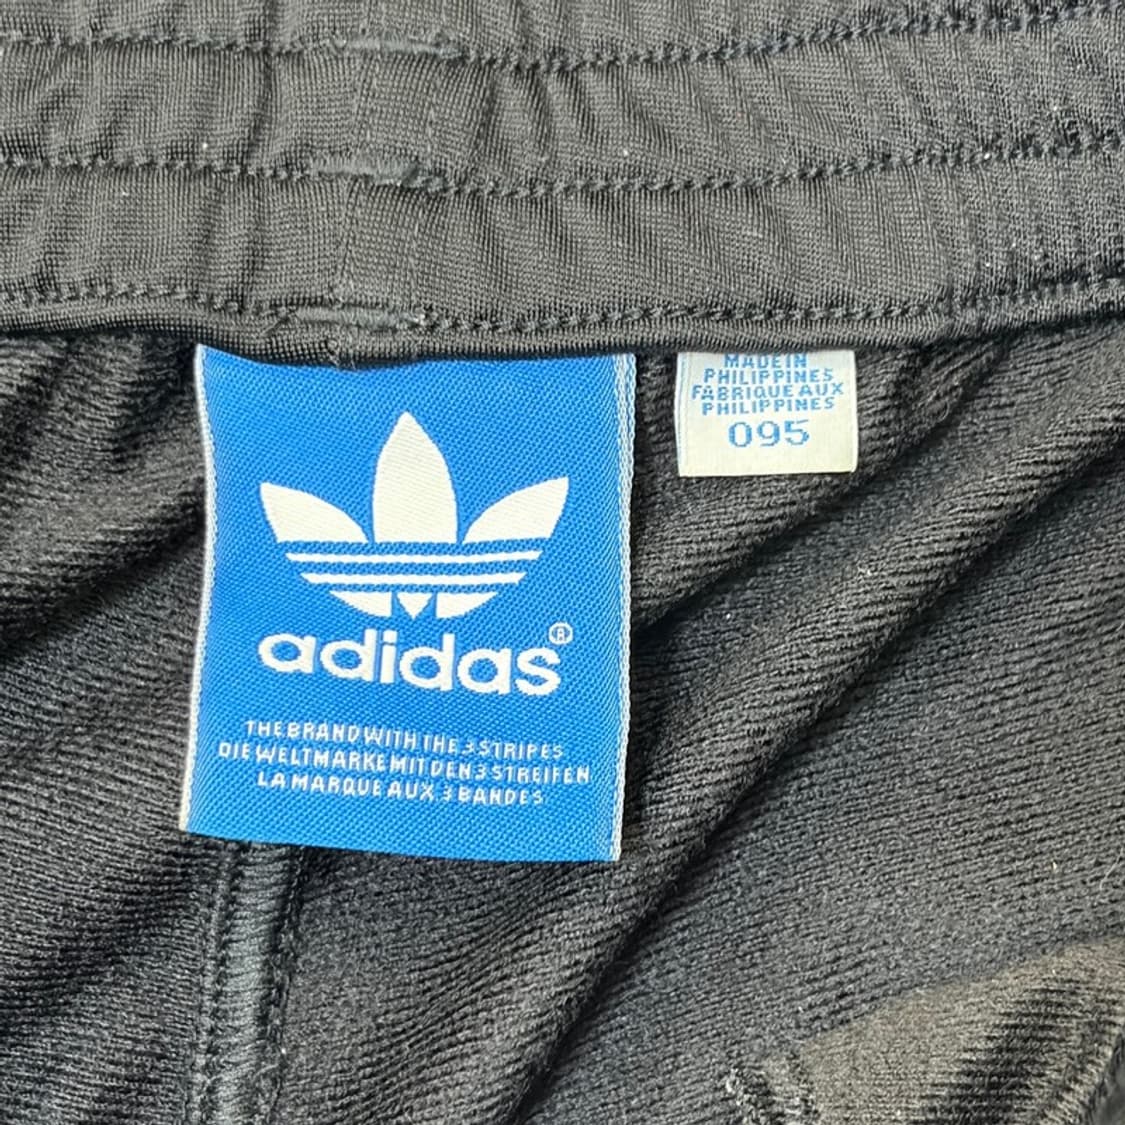 MADE IN
PHILIPPINES
FABRIQUE AUX
PHILIPPINES
095
adidas®
THE BRAND WITH THE 3 STRIPES
DIE WELTMARKE MIT DEN 3 STREIFEN
LA MARQUE AUX 3 BANDES